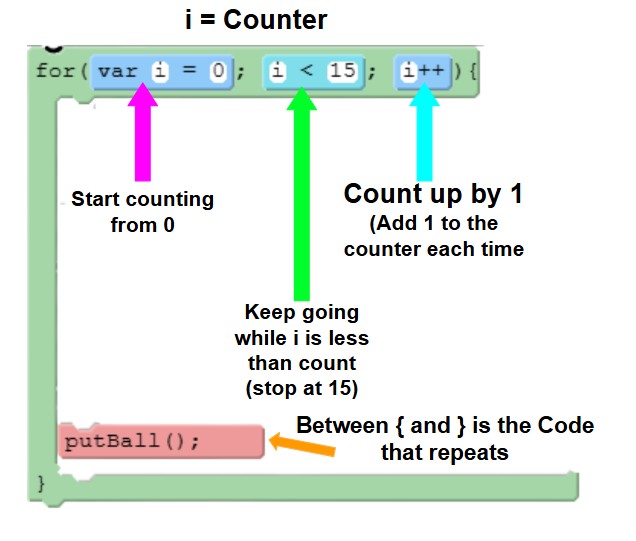 i = Counter
for( var i = 0 ; i < 15 ; i++ ) {
Start counting
from 0
Count up by 1
(Add 1 to the
counter each time
Keep going
while i is less
than count
(stop at 15)
Between { and } is the Code
that repeats
putBall();
}